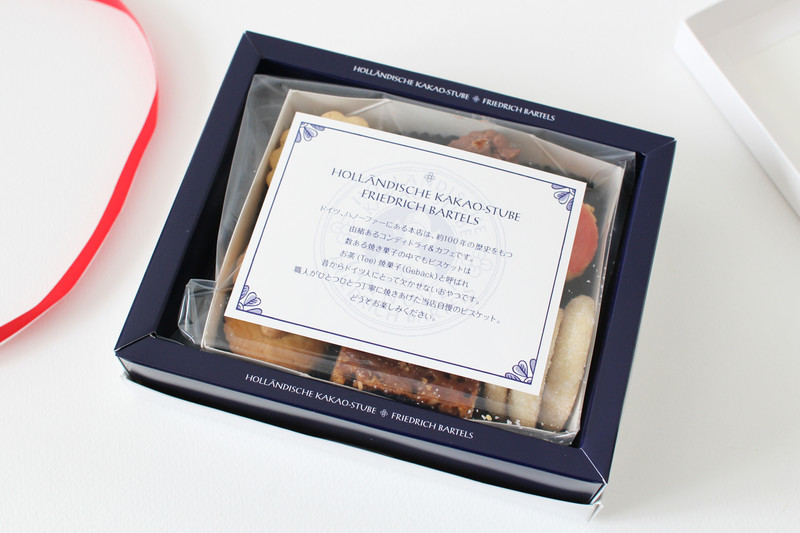 HOLLÄNDISCHE KAKAO-STUBE FRIEDRICH BARTELS
HOLLÄNDISCHE KAKAO-STUBE
FRIEDRICH BARTELS
ドイツ、ハノーファーにある本店は、約100年の歴史をもつ
由緒あるコンディトライ&カフェです。
数ある焼き菓子の中でもビスケットは
お茶(Tee)焼菓子(Geback)と呼ばれ
昔からドイツ人にとって欠かせないおやつです。
職人がひとつひとつ丁寧に焼きあげた当店自慢のビスケット。
どうぞお楽しみください。
HOLLÄNDISCHE KAKAO-STUBE FRIEDRICH BARTELS